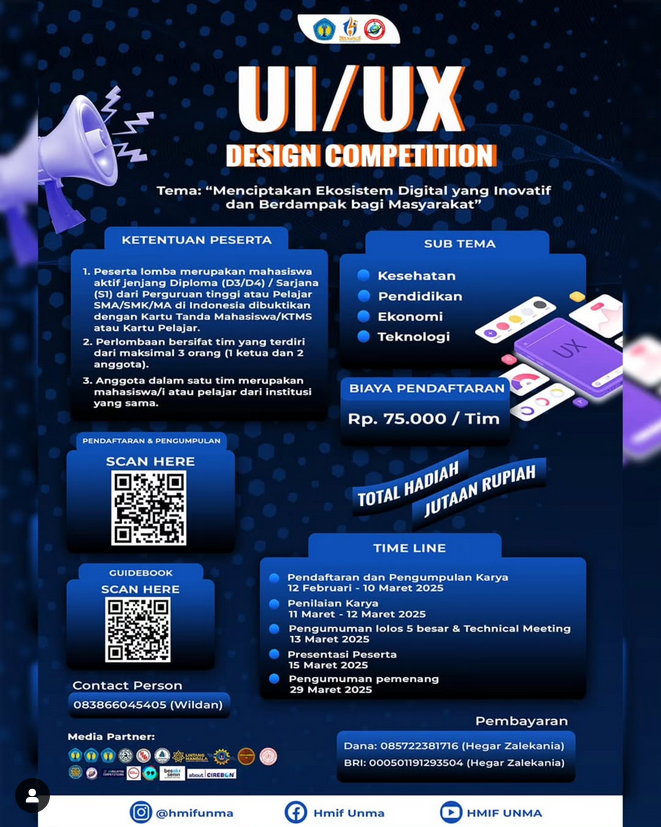 UI/UX
DESIGN COMPETITION
Tema: “Menciptakan Ekosistem Digital yang Inovatif
dan Berdampak bagi Masyarakat”
KETENTUAN PESERTA
1. Peserta lomba merupakan mahasiswa
aktif jenjang Diploma (D3/D4) / Sarjana
(S1) dari Perguruan tinggi atau Pelajar
SMA/SMK/MA di Indonesia dibuktikan
dengan Kartu Tanda Mahasiswa/KTMS
atau Kartu Pelajar.
2. Perlombaan bersifat tim yang terdiri
dari maksimal 3 orang (1 ketua dan 2
anggota).
3. Anggota dalam satu tim merupakan
mahasiswa/i atau pelajar dari institusi
yang sama.
SUB TEMA
Kesehatan
Pendidikan
Ekonomi
Teknologi
UX
BIAYA PENDAFTARAN
Rp. 75.000 / Tim
PENDAFTARAN & PENGUMPULAN
SCAN HERE
TOTAL HADIAH
JUTAAN RUPIAH
GUIDEBOOK
SCAN HERE
TIME LINE
Pendaftaran dan Pengumpulan Karya
12 Februari - 10 Maret 2025
Penilaian Karya
11 Maret - 12 Maret 2025
Pengumuman lolos 5 besar & Technical Meeting
13 Maret 2025
Presentasi Peserta
15 Maret 2025
Pengumuman pemenang
29 Maret 2025
Contact Person
083866045405 (Wildan)
Pembayaran
Dana: 085722381716 (Hegar Zalekania)
BRI: 000501191293504 (Hegar Zalekania)
Media Partner:
about CIREBON
@hmifunma
Hmif Unma
HMIF UNMA